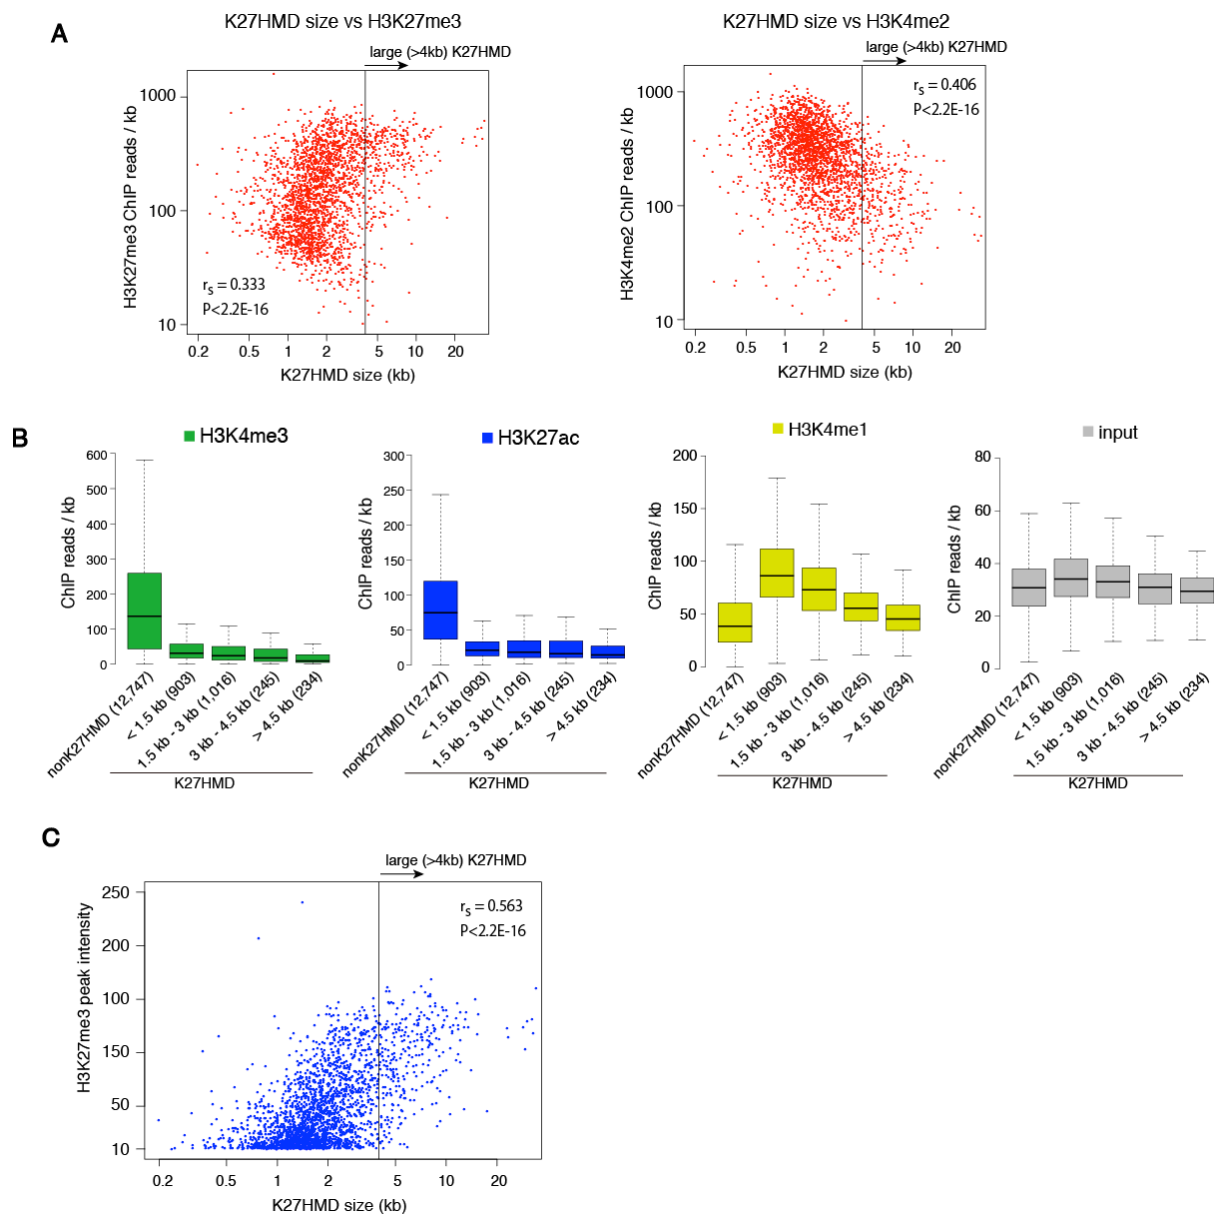 A
K27HMD size vs H3K27me3
large (>4kb) K27HMD
H3K27me3 ChIP reads / kb
1000
100
10
rs = 0.333
P<2.2E-16
0.2 0.5 1 2 5 10 20
K27HMD size (kb)
K27HMD size vs H3K4me2
large (>4kb) K27HMD
H3K4me2 ChIP reads / kb
1000
100
10
rs = 0.406
P<2.2E-16
0.2 0.5 1 2 5 10 20
K27HMD size (kb)
B
H3K4me3
ChIP reads / kb
600
500
400
300
200
100
0
nonK27HMD (12,747)
< 1.5 kb (903)
1.5 kb - 3 kb (1,016)
3 kb - 4.5 kb (245)
> 4.5 kb (234)
K27HMD
H3K27ac
ChIP reads / kb
300
250
200
150
100
50
0
nonK27HMD (12,747)
< 1.5 kb (903)
1.5 kb - 3 kb (1,016)
3 kb - 4.5 kb (245)
> 4.5 kb (234)
K27HMD
H3K4me1
ChIP reads / kb
200
150
100
50
0
nonK27HMD (12,747)
< 1.5 kb (903)
1.5 kb - 3 kb (1,016)
3 kb - 4.5 kb (245)
> 4.5 kb (234)
K27HMD
input
ChIP reads / kb
80
60
40
20
0
nonK27HMD (12,747)
< 1.5 kb (903)
1.5 kb - 3 kb (1,016)
3 kb - 4.5 kb (245)
> 4.5 kb (234)
K27HMD
C
large (>4kb) K27HMD
H3K27me3 peak intensity
250
200
100
150
50
10
rs = 0.563
P<2.2E-16
0.2 0.5 1 2 5 10 20
K27HMD size (kb)